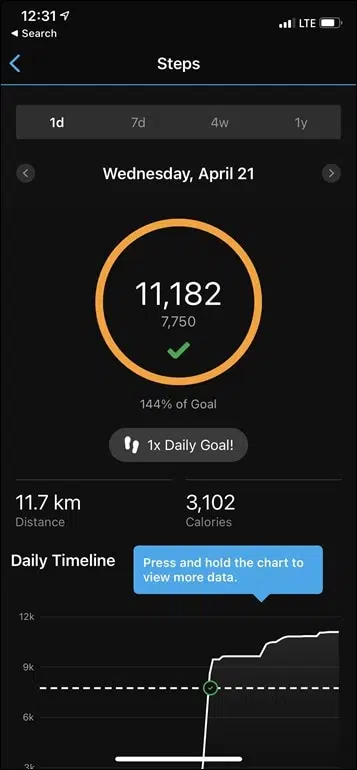 12:31
LTE
◀ Search
Steps
1d 7d 4w 1y
Wednesday, April 21
11,182
7,750
144% of Goal
1x Daily Goal!
11.7 km 3,102
Distance Calories
Daily Timeline
Press and hold the chart to
view more data.
12k
9k
6k
3k